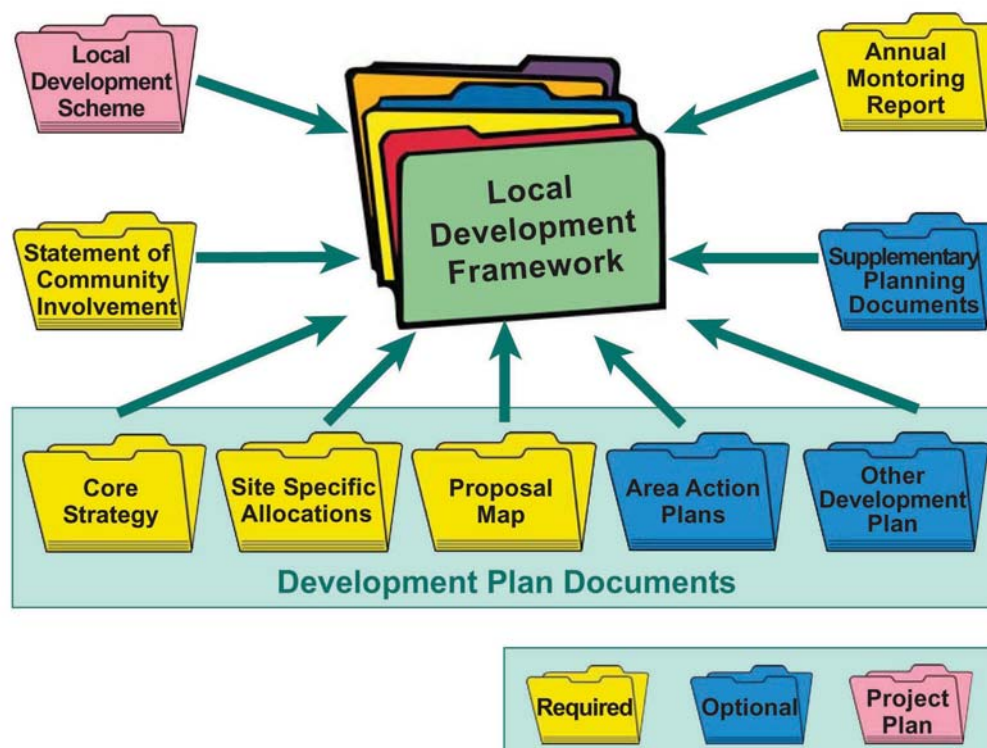 Local
Development
Scheme
Annual
Montoring
Report
Local
Development
Framework
Statement of
Community
Involvement
Supplementary
Planning
Documents
Core
Strategy
Site Specific
Allocations
Proposal
Map
Area Action
Plans
Other
Development
Plan
Development Plan Documents
Required
Optional
Project
Plan